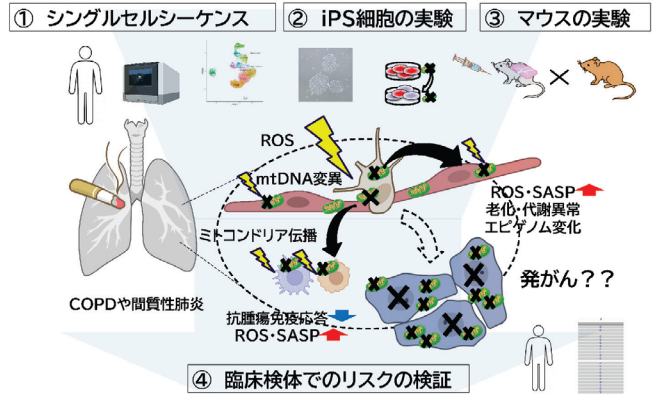 ① シングルセルシーケンス
② iPS細胞の実験
③ マウスの実験
ROS
mtDNA変異
ROS・SASP
老化・代謝異常
エピゲノム変化
ミトコンドリア伝播
発がん？？
COPDや間質性肺炎
抗腫瘍免疫応答
ROS・SASP
④ 臨床検体でのリスクの検証